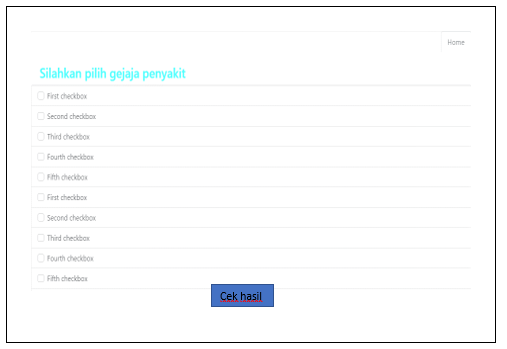 Home
Silahkan pilih gejaja penyakit
First checkbox
Second checkbox
Third checkbox
Fourth checkbox
Fifth checkbox
First checkbox
Second checkbox
Third checkbox
Fourth checkbox
Fifth checkbox
Cek hasil